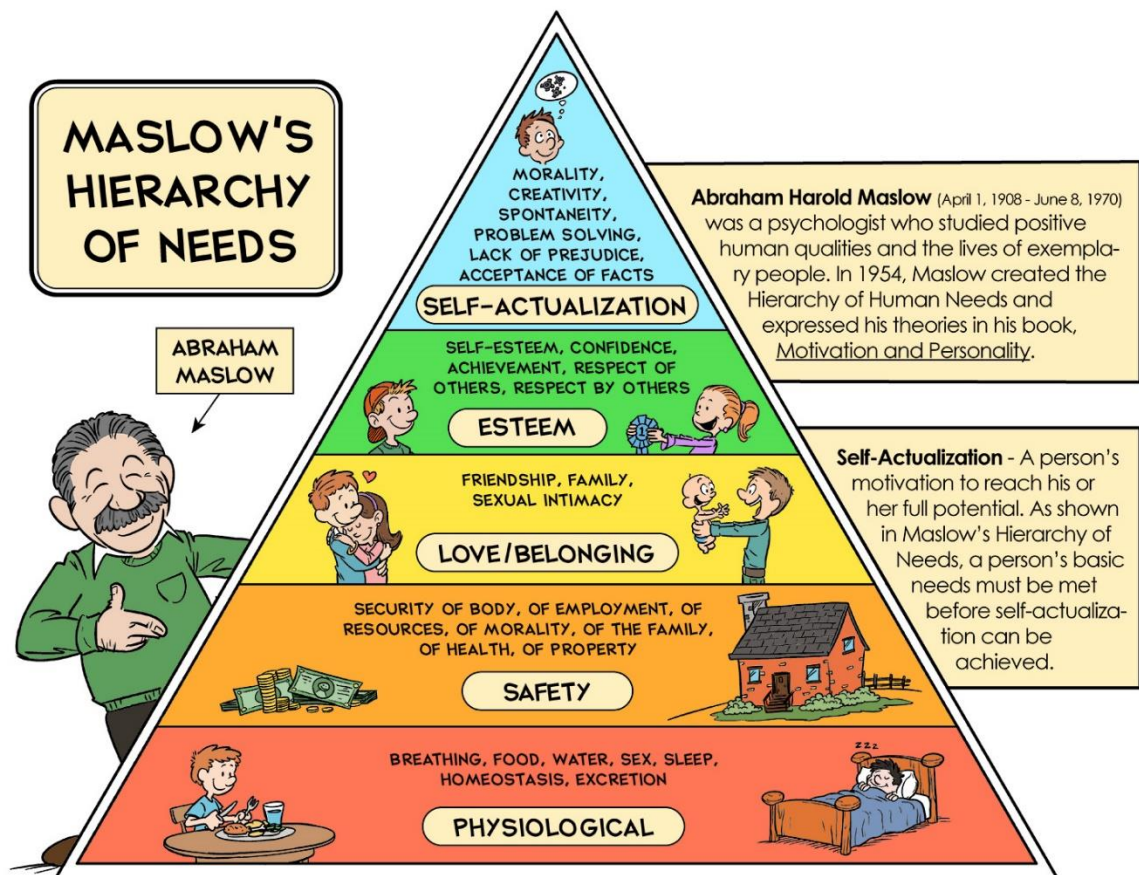 MASLOW'S
HIERARCHY
OF NEEDS
ABRAHAM
MASLOW
MORALITY,
CREATIVITY,
SPONTANEITY,
PROBLEM SOLVING,
LACK OF PREJUDICE,
ACCEPTANCE OF FACTS
SELF-ACTUALIZATION
SELF-ESTEEM, CONFIDENCE,
ACHIEVEMENT, RESPECT OF
OTHERS, RESPECT BY OTHERS
ESTEEM
1
FRIENDSHIP, FAMILY,
SEXUAL INTIMACY
LOVE/BELONGING
SECURITY OF BODY, OF EMPLOYMENT, OF
RESOURCES, OF MORALITY, OF THE FAMILY,
OF HEALTH, OF PROPERTY
SAFETY
BREATHING, FOOD, WATER, SEX, SLEEP,
HOMEOSTASIS, EXCRETION
PHYSIOLOGICAL
ZZZ
Abraham Harold Maslow (April 1, 1908 - June 8, 1970)
was a psychologist who studied positive
human qualities and the lives of exempla-
ry people. In 1954, Maslow created the
Hierarchy of Human Needs and
expressed his theories in his book,
Motivation and Personality.
Self-Actualization - A person's
motivation to reach his or
her full potential. As shown
in Maslow's Hierarchy of
Needs, a person's basic
needs must be met
before self-actualiza-
tion can be
achieved.